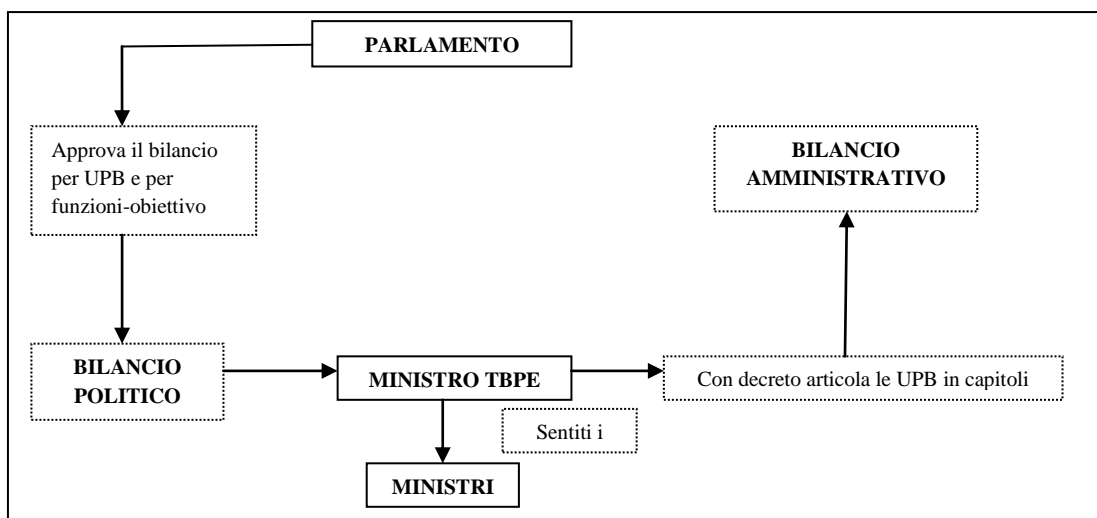 PARLAMENTO
Approva il bilancio
per UPB e per
funzioni-obiettivo
BILANCIO
AMMINISTRATIVO
BILANCIO
POLITICO
MINISTRO TBPE
Con decreto articola le UPB in capitoli
Sentiti i
MINISTRI